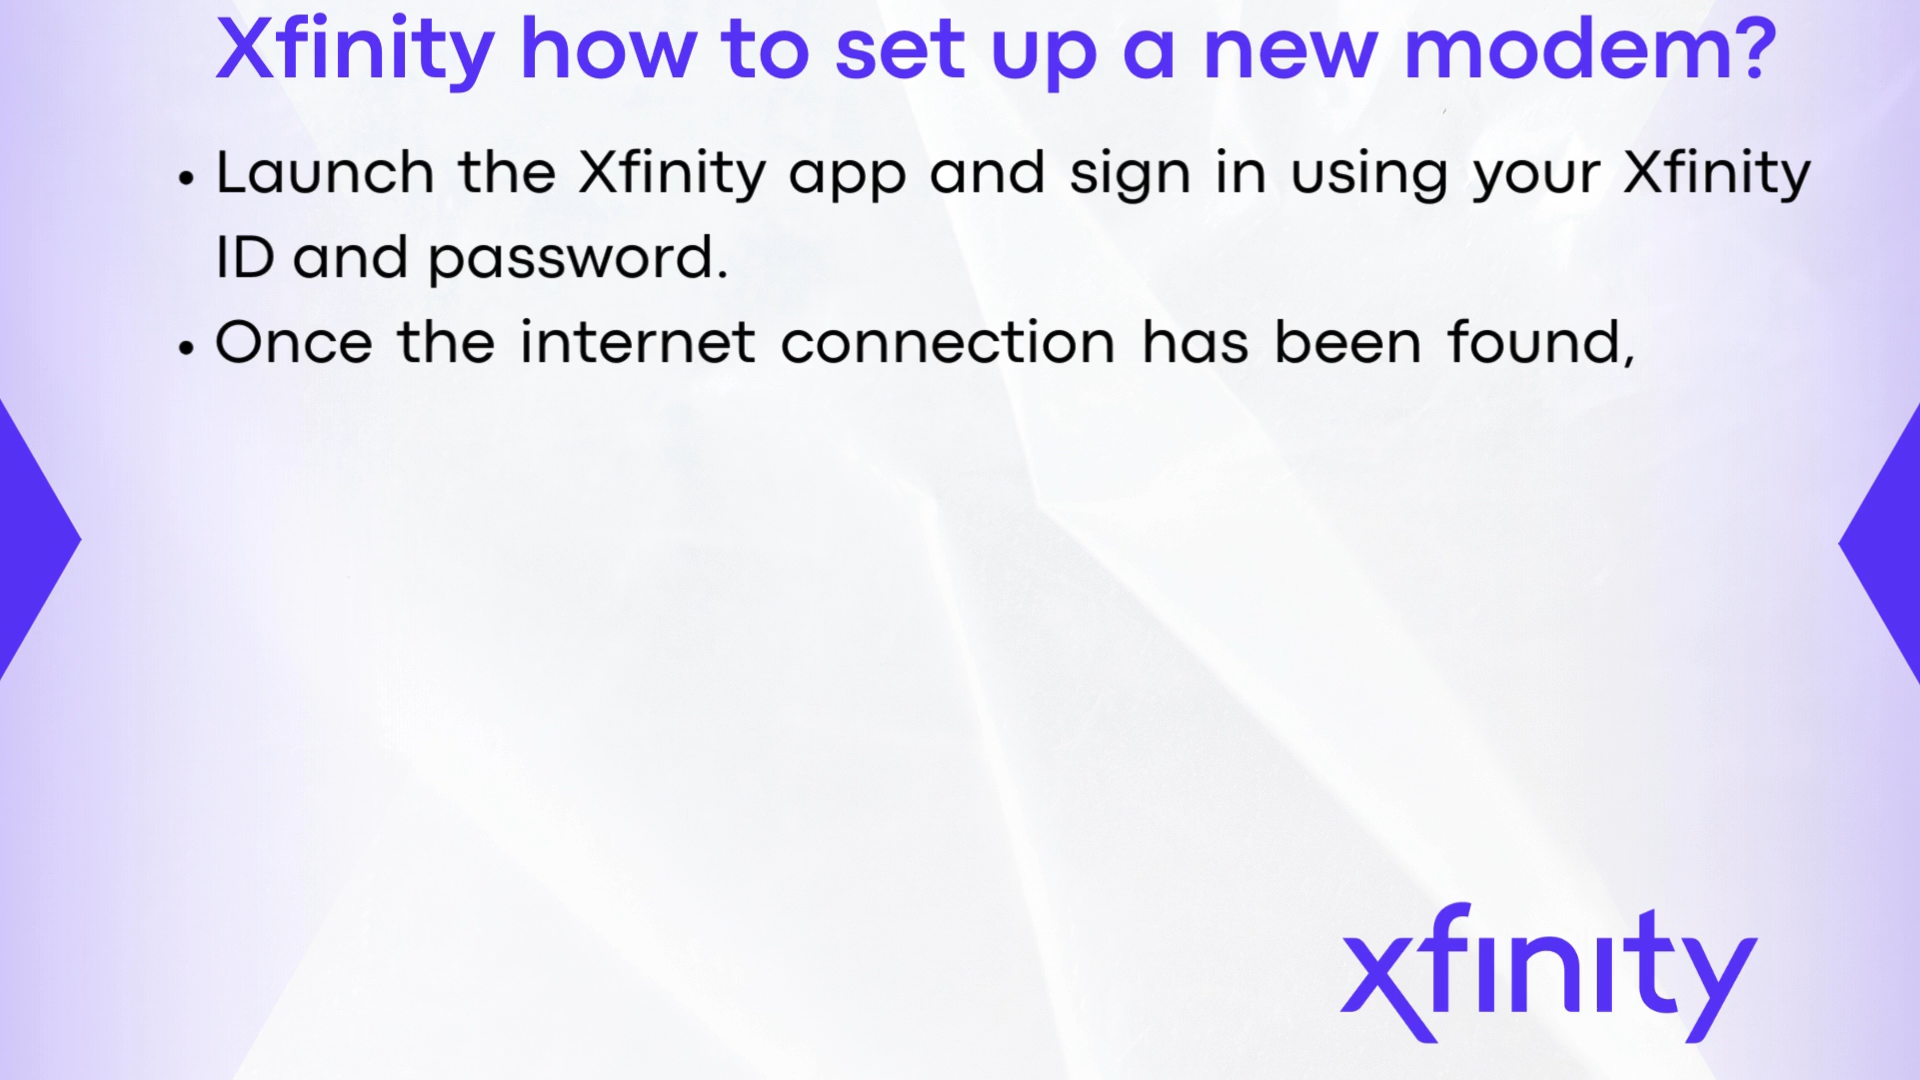 Xfinity how to set up a new modem?
• Launch the Xfinity app and sign in using your Xfinity
ID and password.
• Once the internet connection has been found,
xfinity